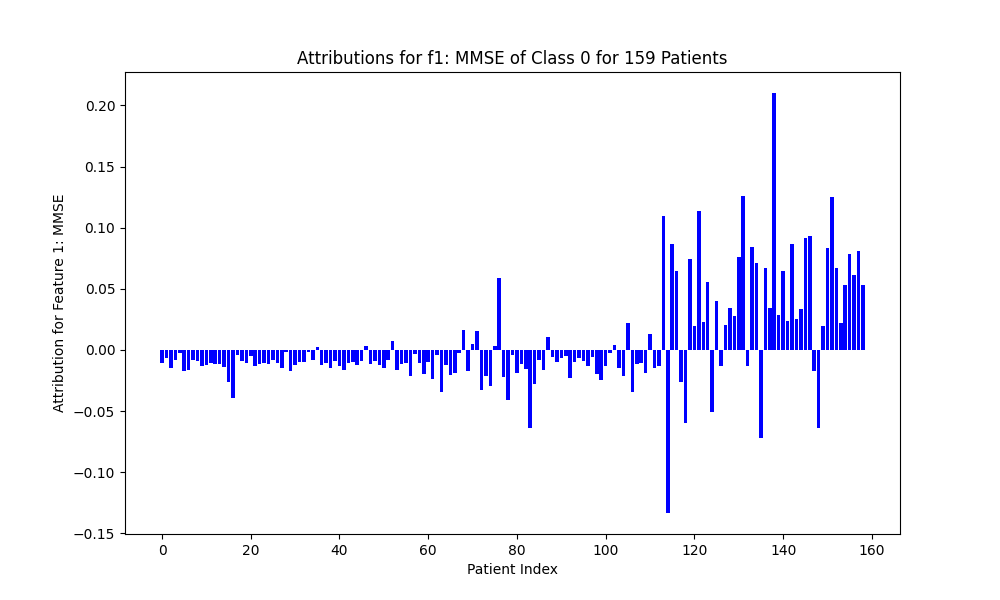 Attributions for f1: MMSE of Class 0 for 159 Patients
Attribution for Feature 1: MMSE
0.20
0.15
0.10
0.05
0.00
−0.05
−0.10
−0.15
0 20 40 60 80 100 120 140 160
Patient Index